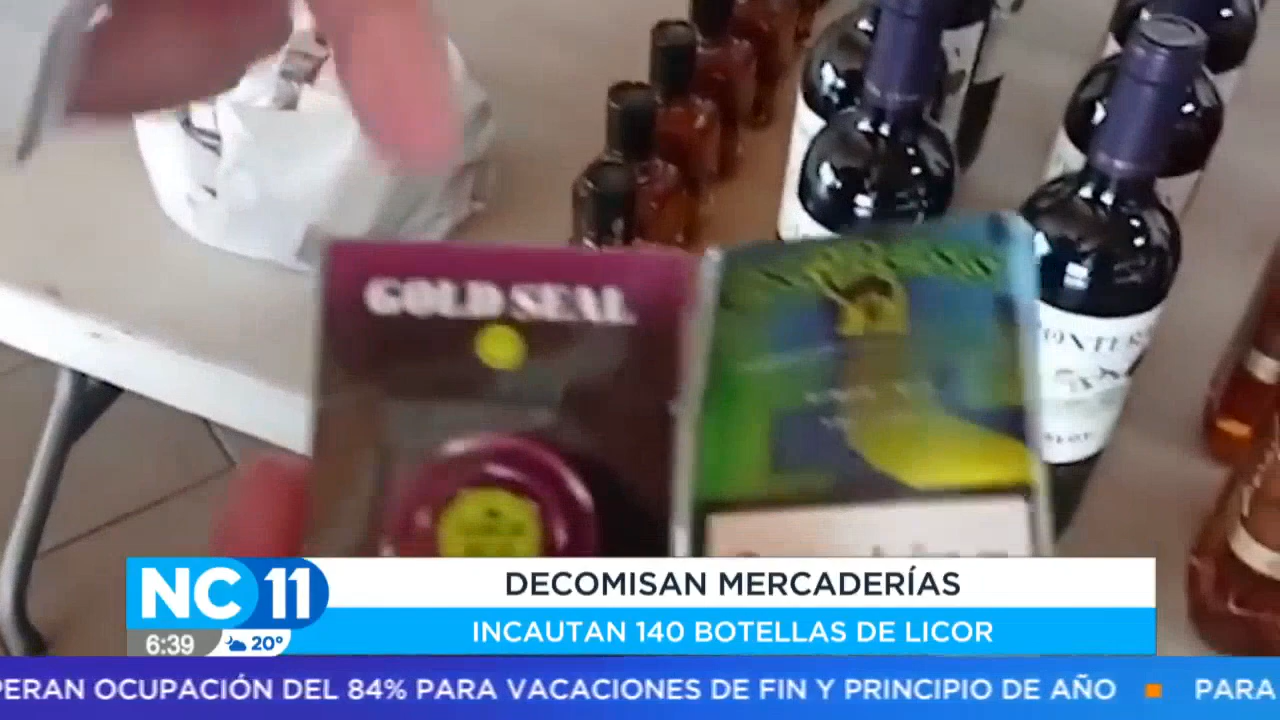 GOLD SEAL
NC 11
DECOMISAN MERCADERÍAS
INCAUTAN 140 BOTELLAS DE LICOR
6:39
20°
PERAN OCUPACIÓN DEL 84% PARA VACACIONES DE FIN Y PRINCIPIO DE AÑO ■ PARA